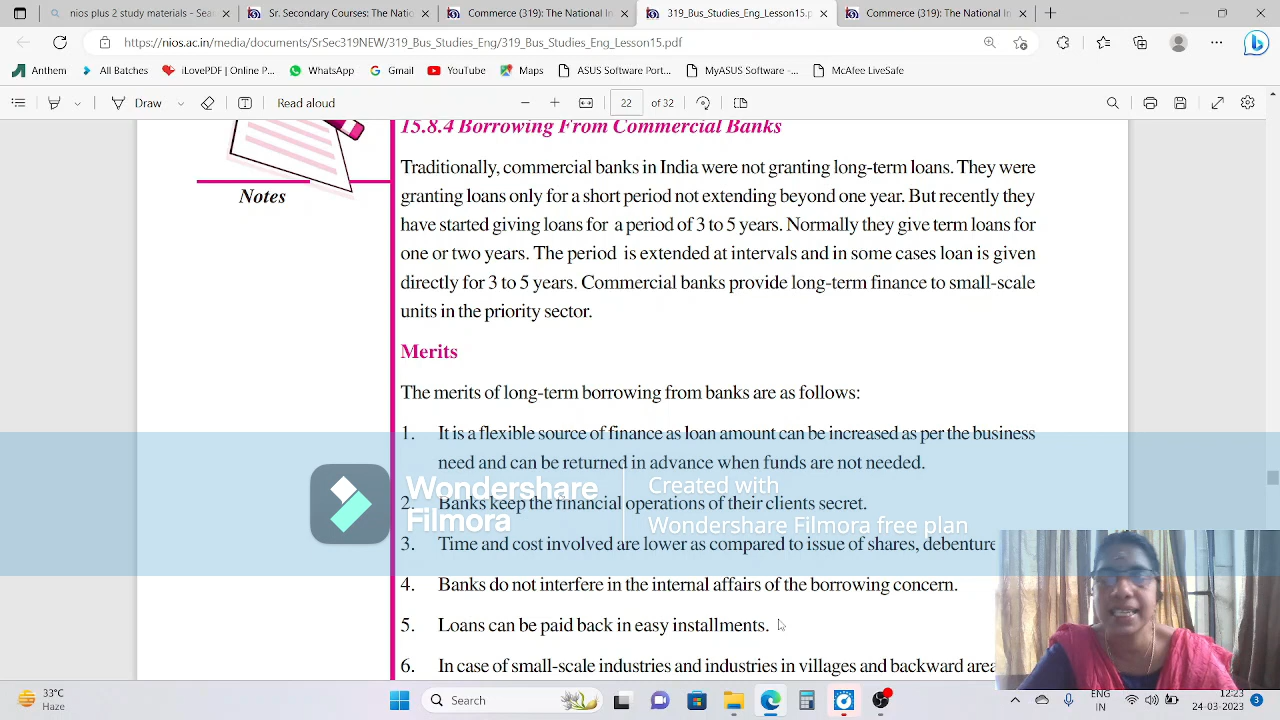 nios plus 2 study materials - Sea
Sr. Secondary Courses: The Nati
Commerce (319): The National In
319_Bus_Studies_Eng_Lesson15.p
Commerce (319): The National In
https://nios.ac.in/media/documents/SrSec319NEW/319_Bus_Studies_Eng/319_Bus_Studies_Eng_Lesson15.pdf
Anthem
All Batches
iLovePDF | Online P...
WhatsApp
Gmail
YouTube
Maps
ASUS Software Port...
MyASUS Software -...
McAfee LiveSafe
Draw
Read aloud
22 of 32
15.8.4 Borrowing From Commercial Banks
Traditionally, commercial banks in India were not granting long-term loans. They were
granting loans only for a short period not extending beyond one year. But recently they
have started giving loans for a period of 3 to 5 years. Normally they give term loans for
one or two years. The period is extended at intervals and in some cases loan is given
directly for 3 to 5 years. Commercial banks provide long-term finance to small-scale
units in the priority sector.
Notes
Merits
The merits of long-term borrowing from banks are as follows:
1. It is a flexible source of finance as loan amount can be increased as per the business
need and can be returned in advance when funds are not needed.
2. Banks keep the financial operations of their clients secret.
3. Time and cost involved are lower as compared to issue of shares, debenture
4. Banks do not interfere in the internal affairs of the borrowing concern.
5. Loans can be paid back in easy installments.
6. In case of small-scale industries and industries in villages and backward area
Wondershare
Filmora
Created with
Wondershare Filmora free plan
33°C
Haze
Search
ENG
IN
12:23
24-03-2023
3